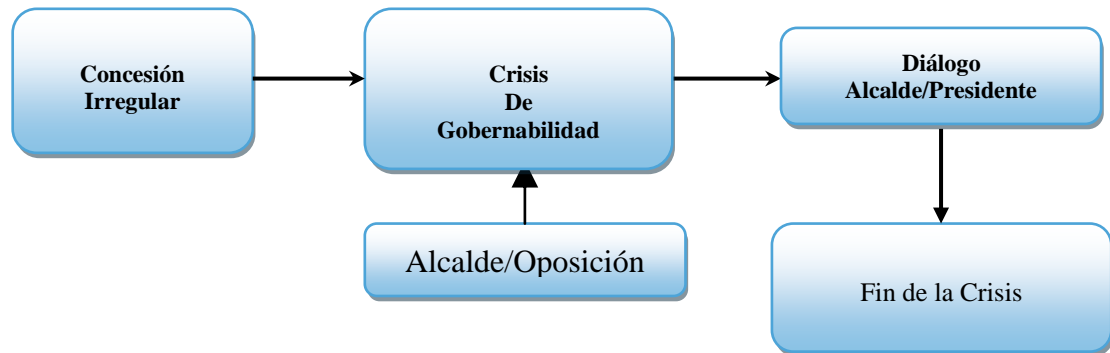 Concesión
Irregular
Crisis
De
Gobernabilidad
Diálogo
Alcalde/Presidente
Alcalde/Oposición
Fin de la Crisis